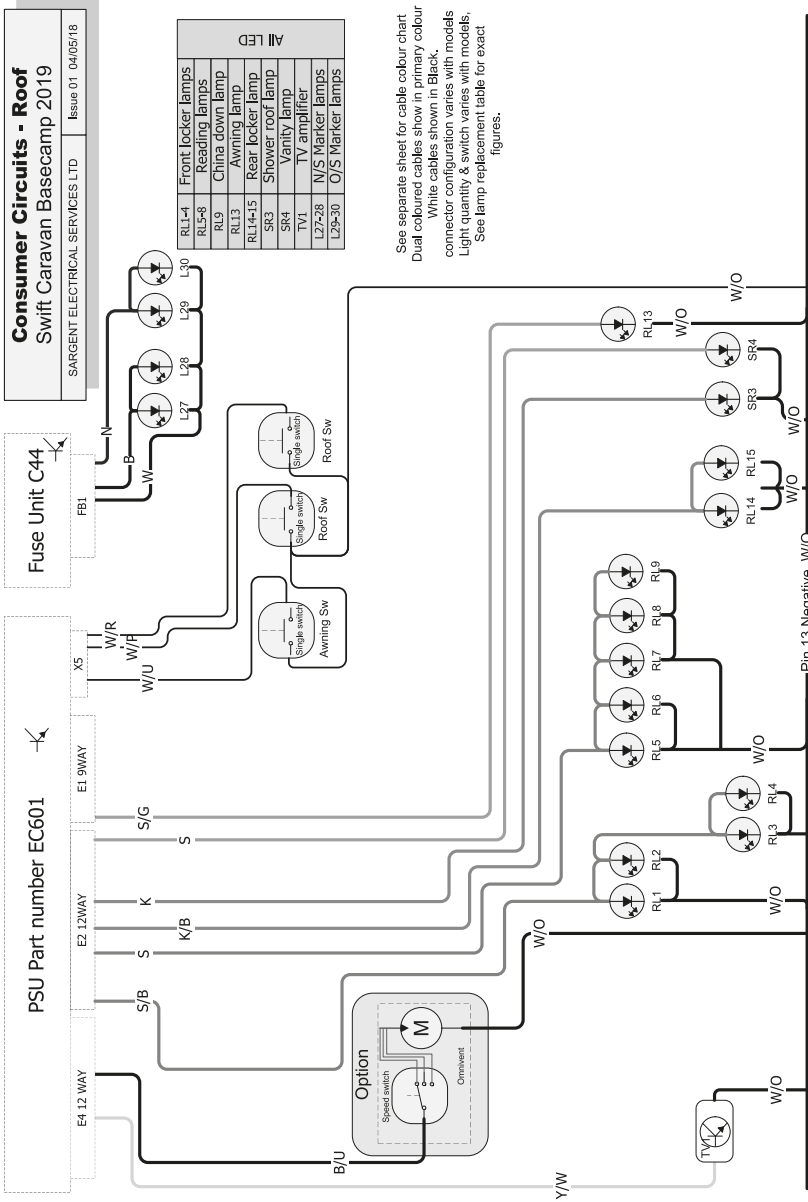 Consumer Circuits - Roof
Swift Caravan Basecamp 2019
SARGENT ELECTRICAL SERVICES LTD
Issue 01 04/05/18
Fuse Unit C44
FB1
N
B
W
L27
L28
L29
L30
RL1-4 Front locker lamps
RL5-8 Reading lamps
RL9 China down lamp
RL13 Awning lamp
RL14-15 Rear locker lamp
SR3 Shower roof lamp
SR4 Vanity lamp
TV1 TV amplifier
L27-28 N/S Marker lamps
L29-30 O/S Marker lamps
All LED
See separate sheet for cable colour chart
Dual coloured cables show in primary colour
White cables shown in Black.
connector configuration varies with models
Light quantity & switch varies with models,
See lamp replacement table for exact
figures.
PSU Part number EC601
E4 12 WAY
E2 12WAY
E1 9WAY
X5
W/R
W/P
W/U
Single switch
Awning Sw
Single switch
Roof Sw
Single switch
Roof Sw
S/G
S
K
K/B
S
S/B
B/U
Y/W
Option
Speed switch
M
Omnivent
TV1
W/O
W/O
RL1
RL2
RL3
RL4
W/O
RL5
RL6
RL7
RL8
RL9
W/O
RL14
RL15
W/O
SR3
SR4
W/O
RL13
W/O
W/O
Pin 13 Negative W/O